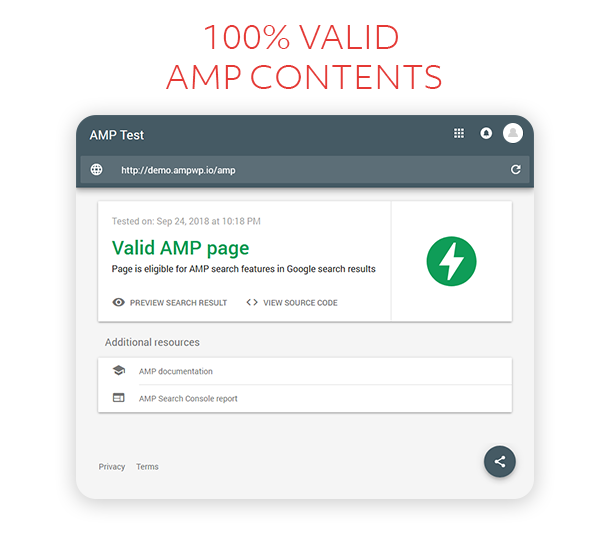 100% VALID
AMP CONTENTS
AMP Test
http://demo.ampwp.io/amp
Tested on: Sep 24, 2018 at 10:18 PM
Valid AMP page
Page is eligible for AMP search features in Google search results
PREVIEW SEARCH RESULT VIEW SOURCE CODE
Additional resources
AMP documentation
AMP Search Console report
Privacy Terms